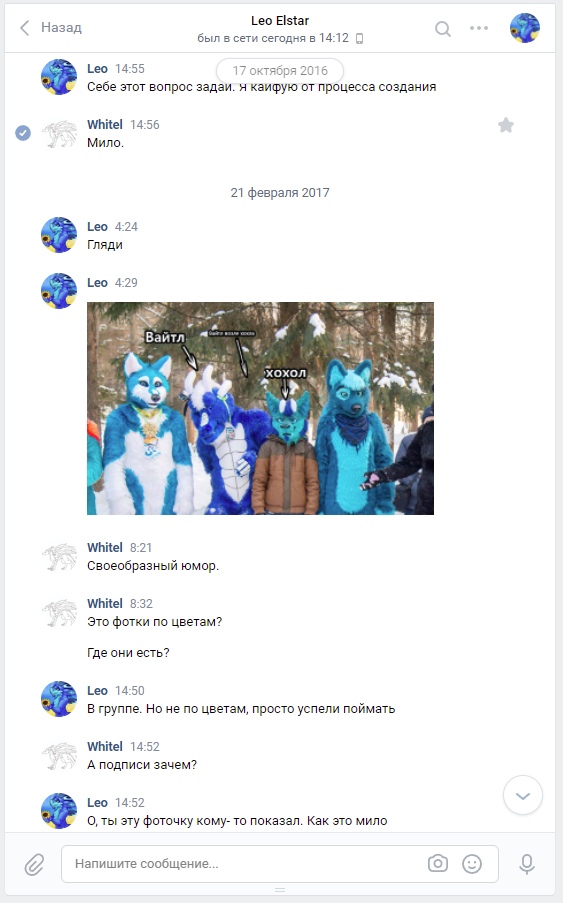 Назад
Leo Elstar
был в сети сегодня в 14:12
17 октября 2016
Leo 14:55
Себе этот вопрос задай. Я кайфую от процесса создания
Whitel 14:56
Мило.
21 февраля 2017
Leo 4:24
Гляди
Leo 4:29
Вайтл
хохол
Whitel 8:21
Своеобразный юмор.
Whitel 8:32
Это фотки по цветам?
Где они есть?
Leo 14:50
В группе. Но не по цветам, просто успели поймать
Whitel 14:52
А подписи зачем?
Leo 14:52
О, ты эту фоточку кому- то показал. Как это мило
Напишите сообщение...